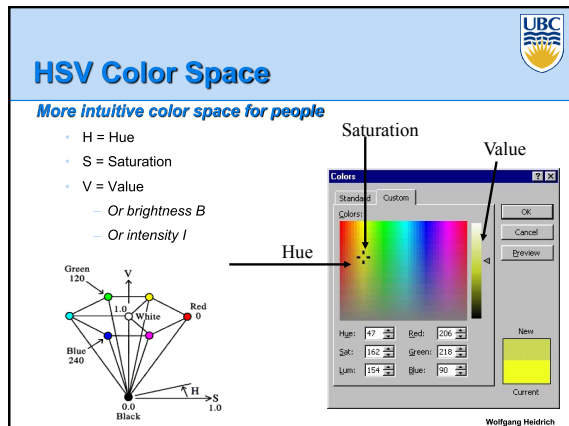 UBC
HSV Color Space
More intuitive color space for people
• H = Hue
• S = Saturation
• V = Value
– Or brightness B
– Or intensity I
Saturation
Value
Hue
Colors
Standard Custom
Colors:
OK
Cancel
Preview
Hue: 47 Red: 206
Sat: 162 Green: 218
Lum: 154 Blue: 90
New
Current
Green
120
V
1.0
White
Red
0
Blue
240
H
S
0.0
1.0
Black
Wolfgang Heidrich